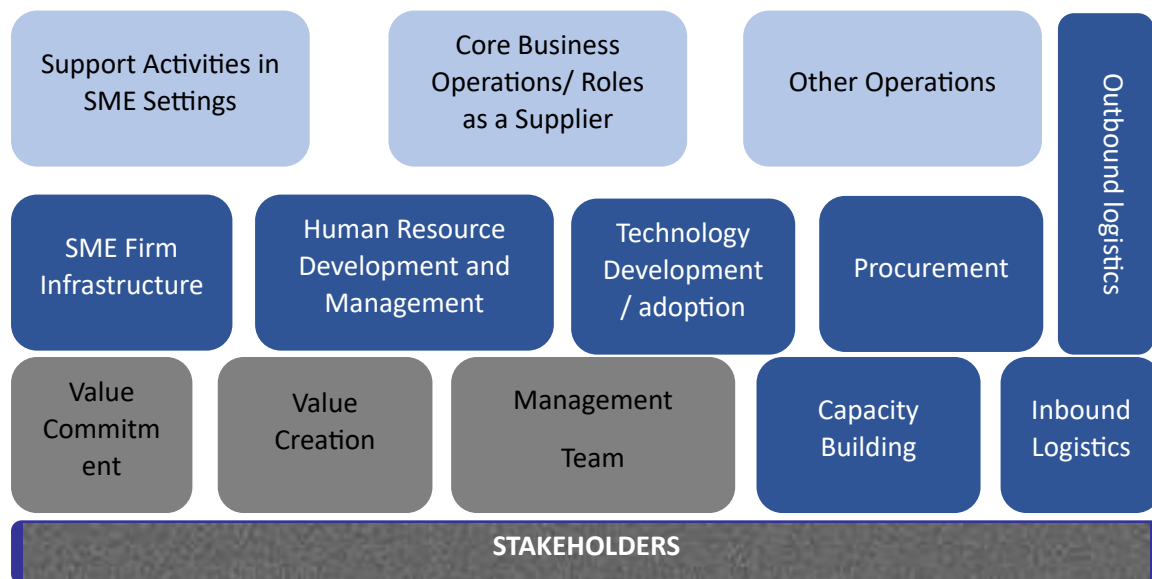 Support Activities in
SME Settings
Core Business
Operations/ Roles
as a Supplier
Other Operations
Outbound logistics
SME Firm
Infrastructure
Human Resource
Development and
Management
Technology
Development
/ adoption
Procurement
Value
Commitm
ent
Value
Creation
Management
Team
Capacity
Building
Inbound
Logistics
STAKEHOLDERS